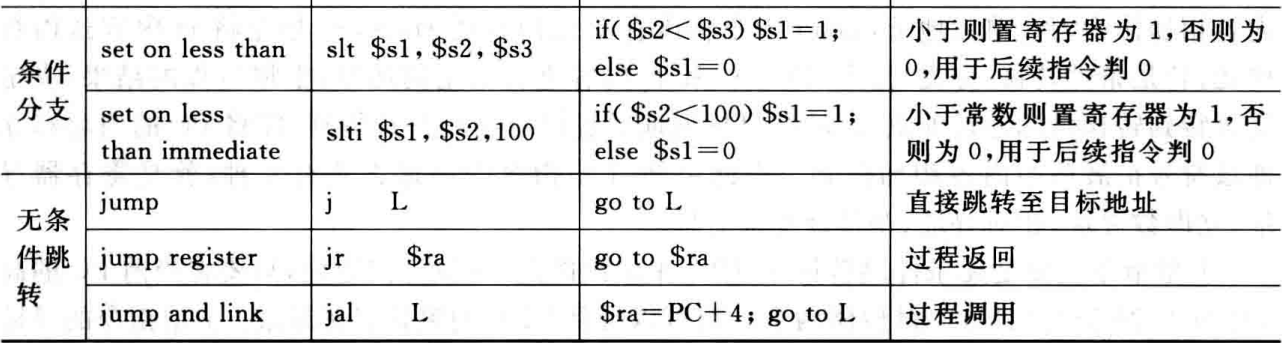 条件
分支
set on less than
slt $s1, $s2, $s3
if( $s2< $s3) $s1=1;
else $s1=0
小于则置寄存器为 1,否则为
0,用于后续指令判 0
set on less
than immediate
slti $s1, $s2,100
if( $s2<100) $s1=1;
else $s1=0
小于常数则置寄存器为 1,否
则为 0,用于后续指令判 0
无条
件跳
转
jump
j L
go to L
直接跳转至目标地址
jump register
jr $ra
go to $ra
过程返回
jump and link
jal L
$ra=PC+4; go to L
过程调用